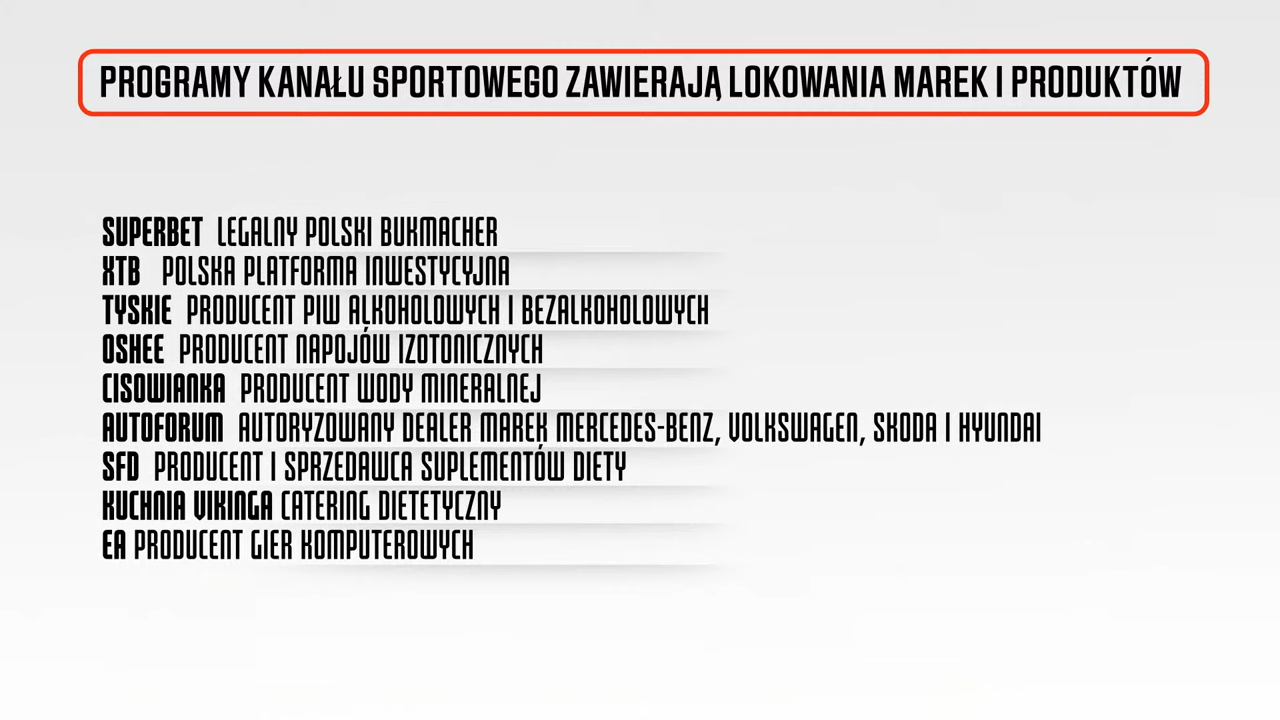 PROGRAMY KANAŁU SPORTOWEGO ZAWIERAJĄ LOKOWANIA MAREK I PRODUKTÓW
SUPERBET LEGALNY POLSKI BUKMACHER
XTB POLSKA PLATFORMA INWESTYCYJNA
TYSKIE PRODUCENT PIW ALKOHOLOWYCH I BEZALKOHOLOWYCH
OSHEE PRODUCENT NAPOJÓW IZOTONICZNYCH
CISOWIANKA PRODUCENT WODY MINERALNEJ
AUTOFORUM AUTORYZOWANY DEALER MAREK MERCEDES-BENZ, VOLKSWAGEN, SKODA I HYUNDAI
SFD PRODUCENT I SPRZEDAWCA SUPLEMENTÓW DIETY
KUCHNIA VIKINGA CATERING DIETETYCZNY
EA PRODUCENT GIER KOMPUTEROWYCH